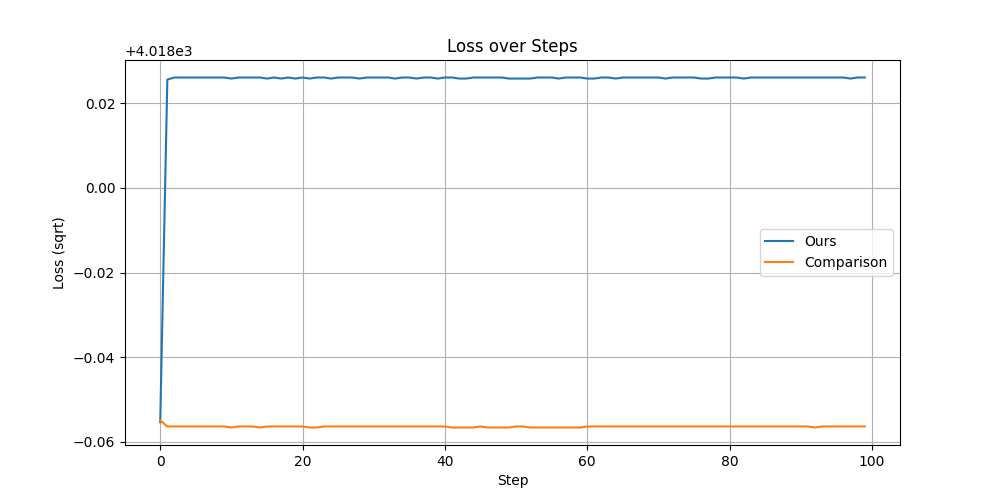 Loss over Steps
+4.018e3
0.02
0.00
−0.02
−0.04
−0.06
Loss (sqrt)
Ours
Comparison
0
20
40
60
80
100
Step